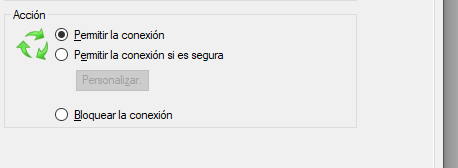 Acción
Permitir la conexión
Permitir la conexión si es segura
Personalizar.
Bloquear la conexión